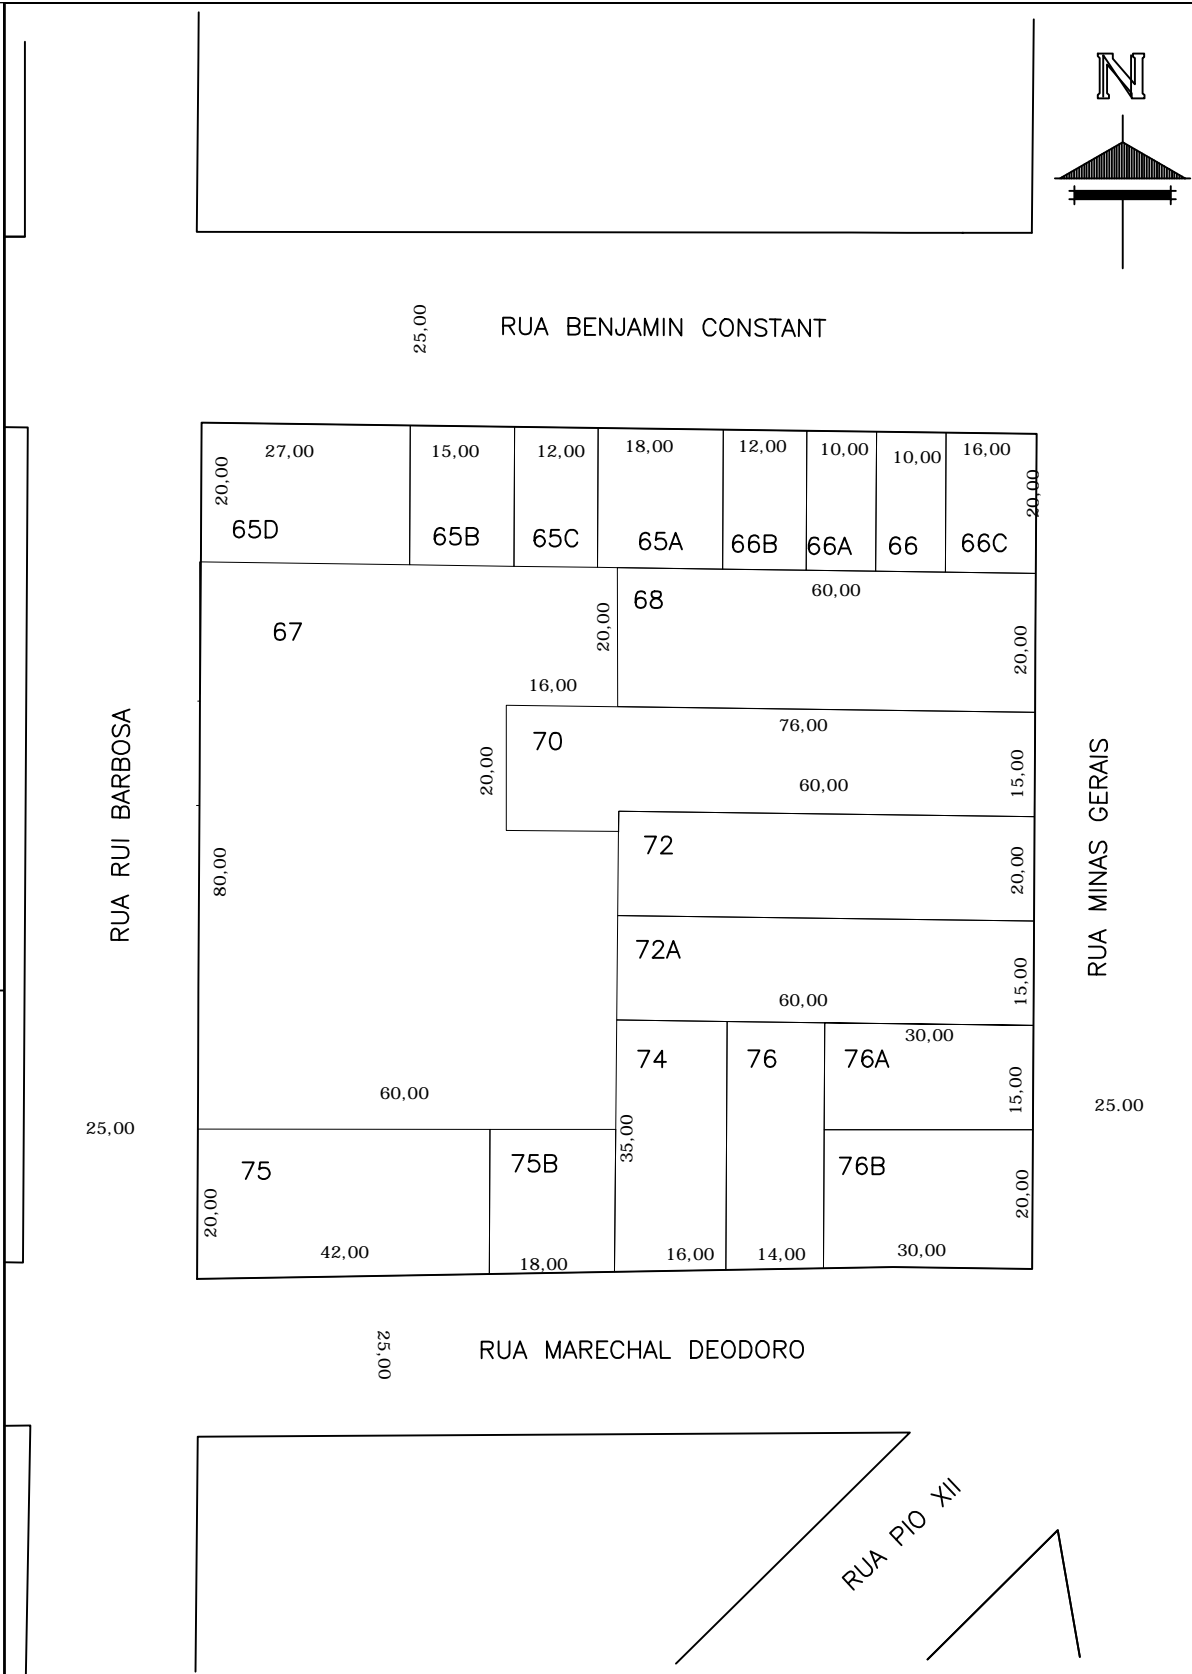 N
25,00
RUA BENJAMIN CONSTANT
27,00
15,00
12,00
18,00
12,00
10,00
10,00
16,00
20,00
20,00
65D
65B
65C
65A
66B
66A
66
66C
67
20,00
68
60,00
20,00
16,00
RUA RUI BARBOSA
70
76,00
20,00
60,00
15,00
RUA MINAS GERAIS
80,00
72
20,00
72A
15,00
60,00
30,00
74
76
76A
15,00
60,00
25,00
25.00
35,00
75
75B
76B
20,00
20,00
42,00
18,00
16,00
14,00
30,00
25,00
RUA MARECHAL DEODORO
RUA PIO XII